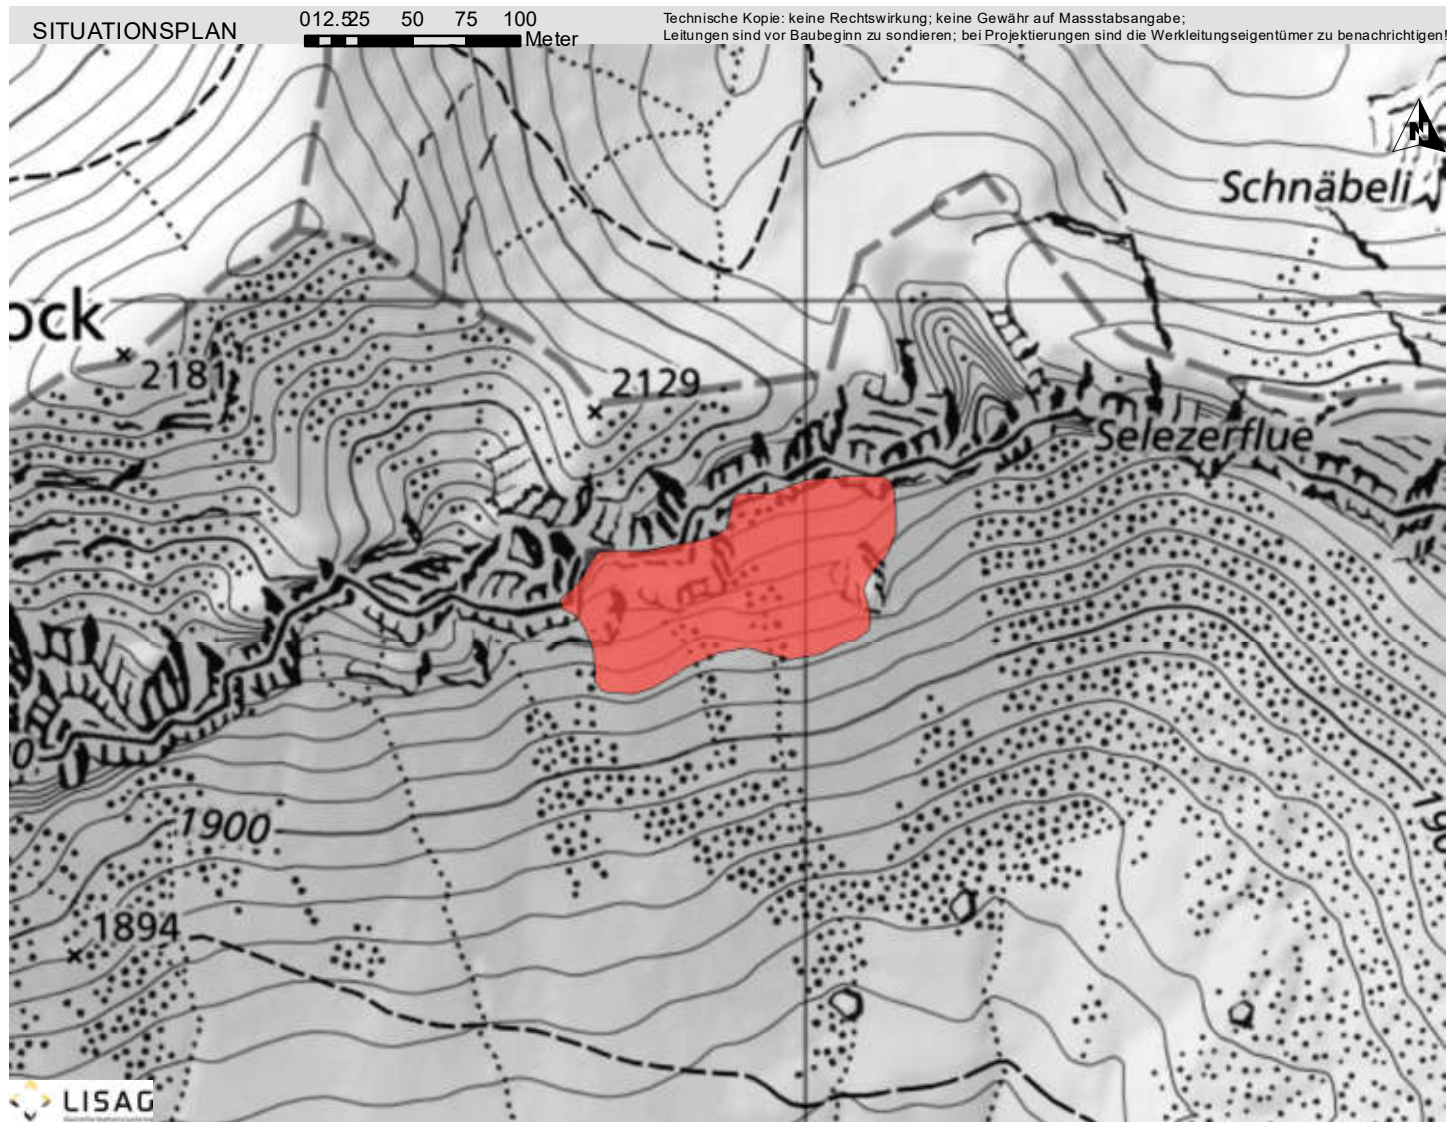 SITUATIONSPLAN
0 12.5 25 50 75 100
Meter
Technische Kopie: keine Rechtswirkung; keine Gewähr auf Massstabsangabe;
Leitungen sind vor Baubeginn zu sondieren; bei Projektierungen sind die Werkleitungseigentümer zu benachrichtigen!
N
Schnäbeli
ock
2181
2129
Selezerflue
0
1900
190
1894
LISAG